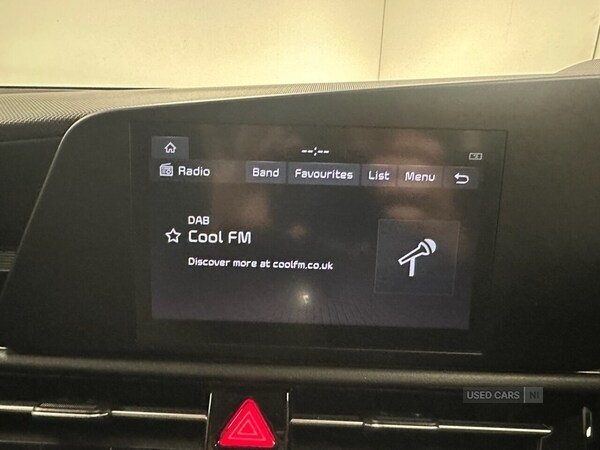 --:--
Radio
Band
Favourites
List
Menu
DAB
Cool FM
Discover more at coolfm.co.uk
USED CARS NI